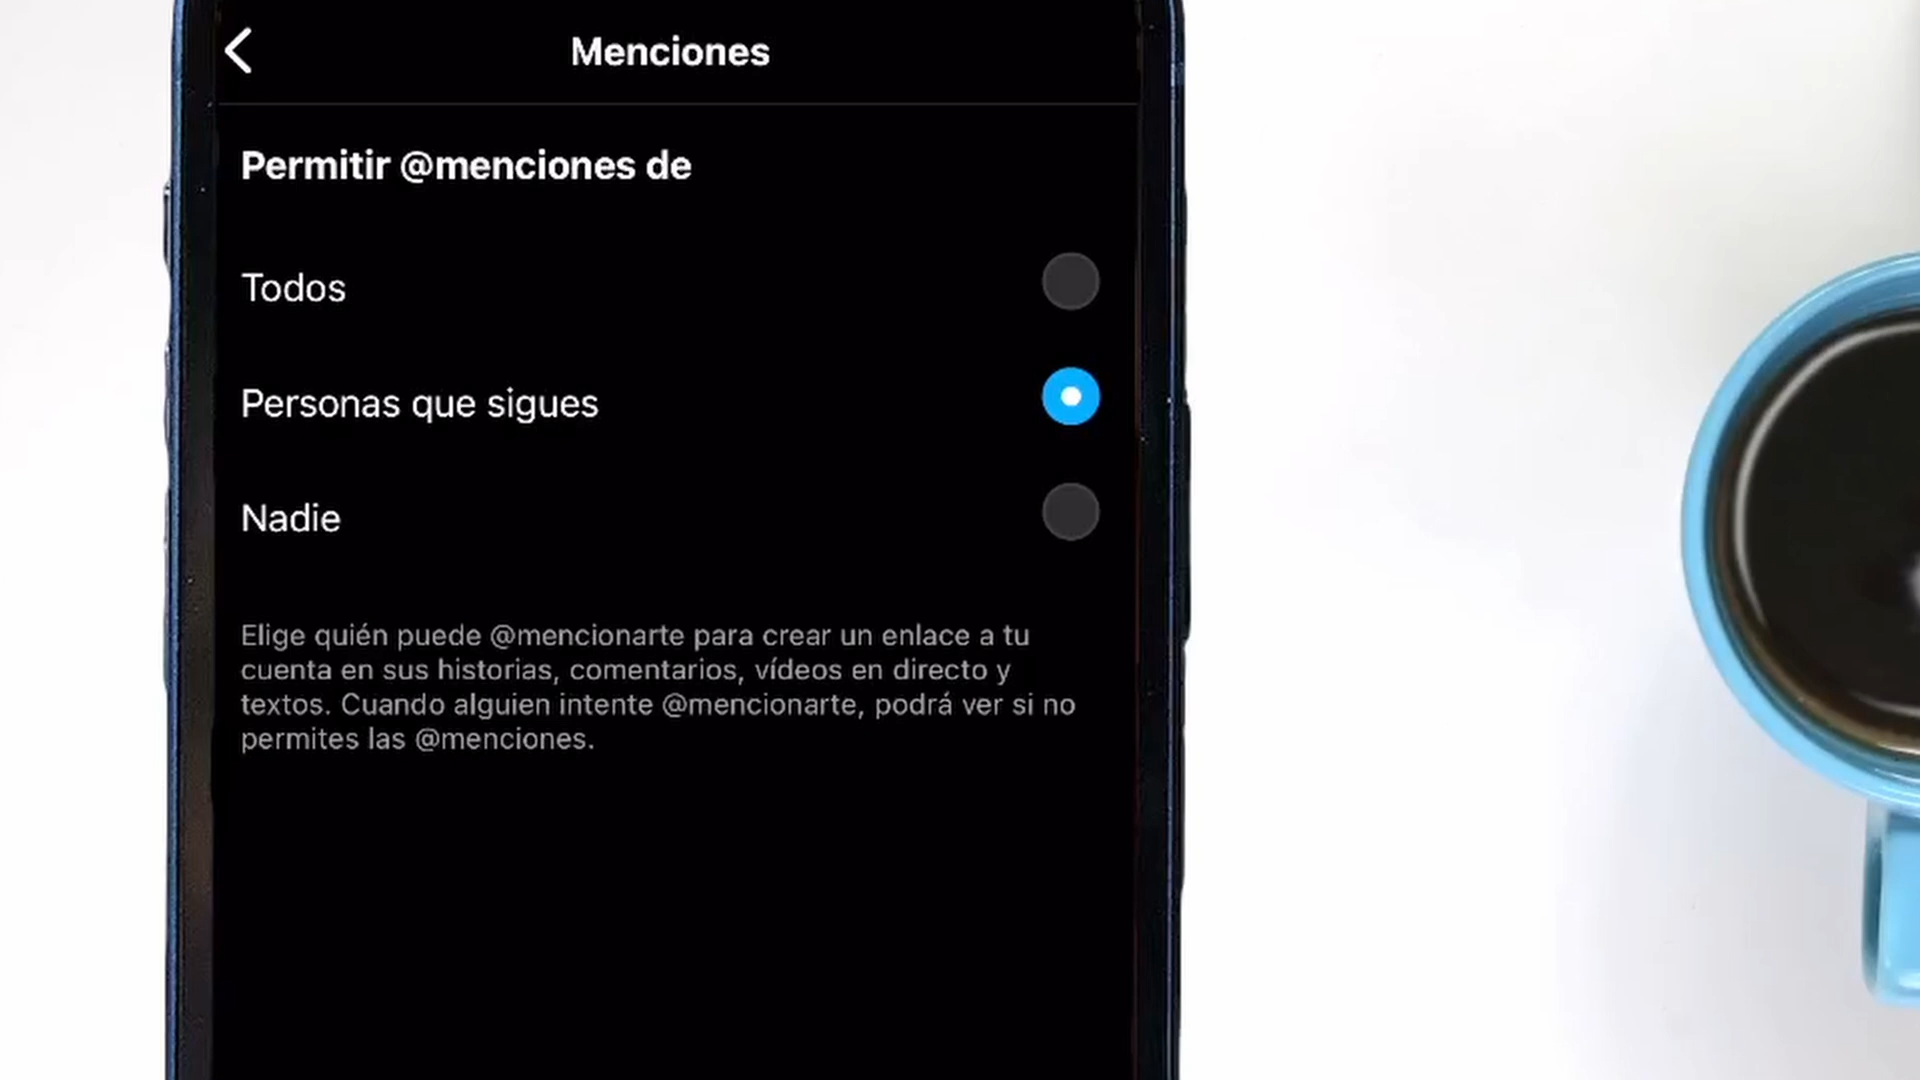 Menciones
Permitir @menciones de
Todos
Personas que sigues
Nadie
Elige quién puede @mencionarte para crear un enlace a tu
cuenta en sus historias, comentarios, vídeos en directo y
textos. Cuando alguien intente @mencionarte, podrá ver si no
permites las @menciones.